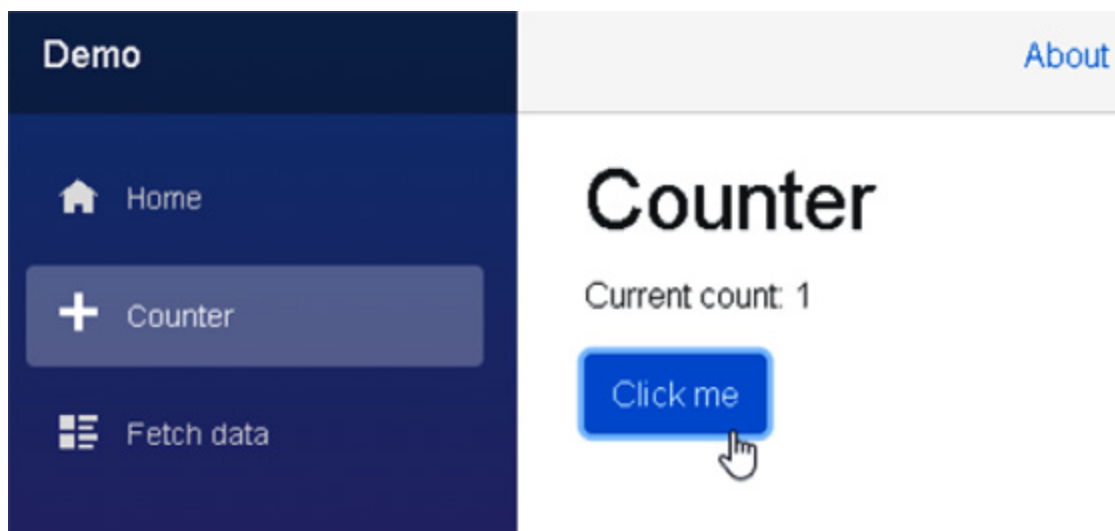 Demo
About
Home
Counter
Fetch data
Counter
Current count: 1
Click me